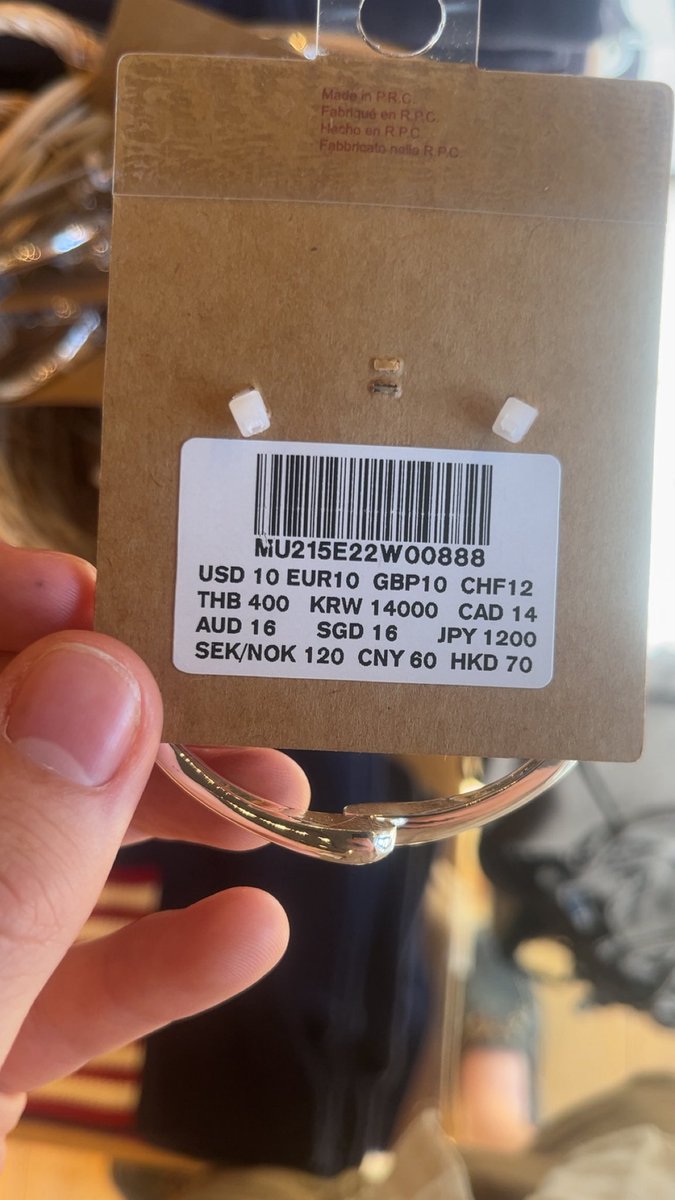 Made in P.R.C.
Fabriqué en R.P.C.
Hecho en R.P.C.
Fabbricato nella R.P.C
MU215E22W00888
USD 10 EUR10 GBP10 CHF12
THB 400 KRW 14000 CAD 14
AUD 16 SGD 16 JPY 1200
SEK/NOK 120 CNY 60 HKD 70